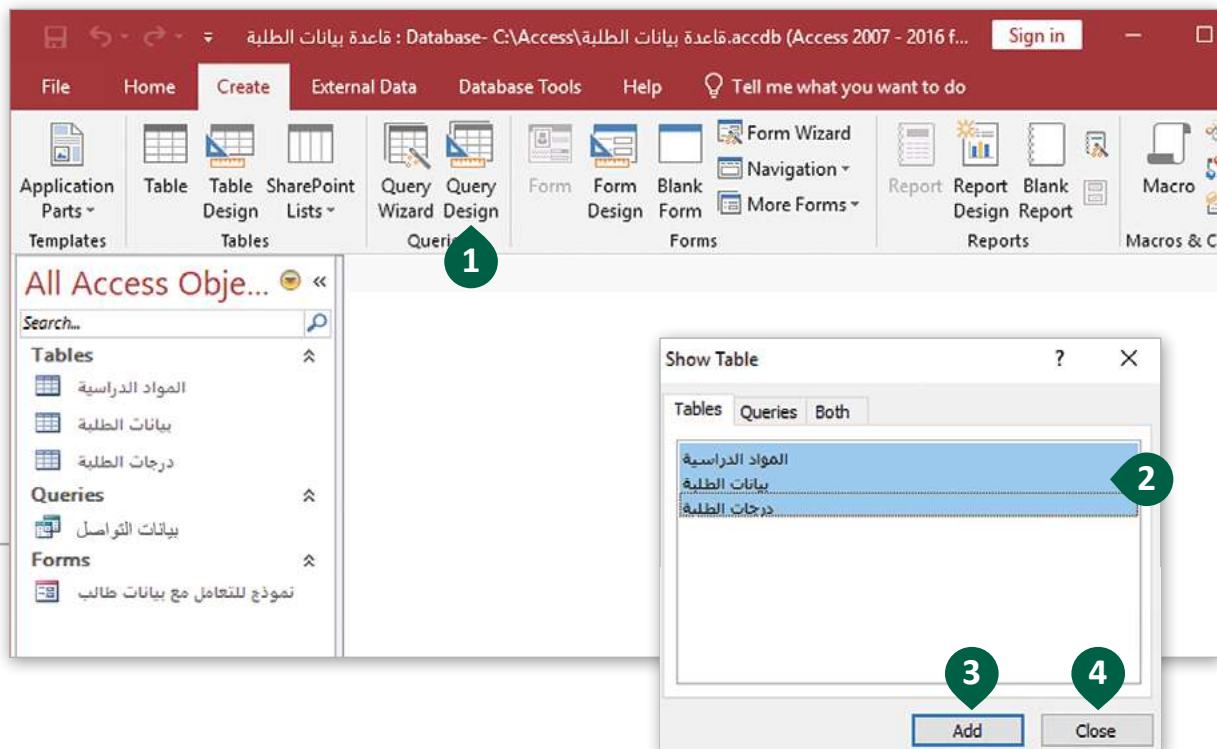 قاعدة بيانات الطلبة : Database- C:\Access\قاعدة بيانات الطلبة.accdb (Access 2007 - 2016 f... Sign in
File Home Create External Data Database Tools Help Tell me what you want to do
Application Parts
Table
Table Design
SharePoint Lists
Query Wizard
Query Design
Form
Form Design
Blank Form
Form Wizard
Navigation
More Forms
Report
Report Design
Blank Report
Macro
Templates Tables Forms Reports Macros & C
1
All Access Obje... «
Search...
Tables
المواد الدراسية
بيانات الطلبة
درجات الطلبة
Queries
بيانات التواصل
Forms
نموذج للتعامل مع بيانات طالب
Show Table ?
Tables Queries Both
المواد الدراسية
بيانات الطلبة
درجات الطلبة
2
3 4
Add Close